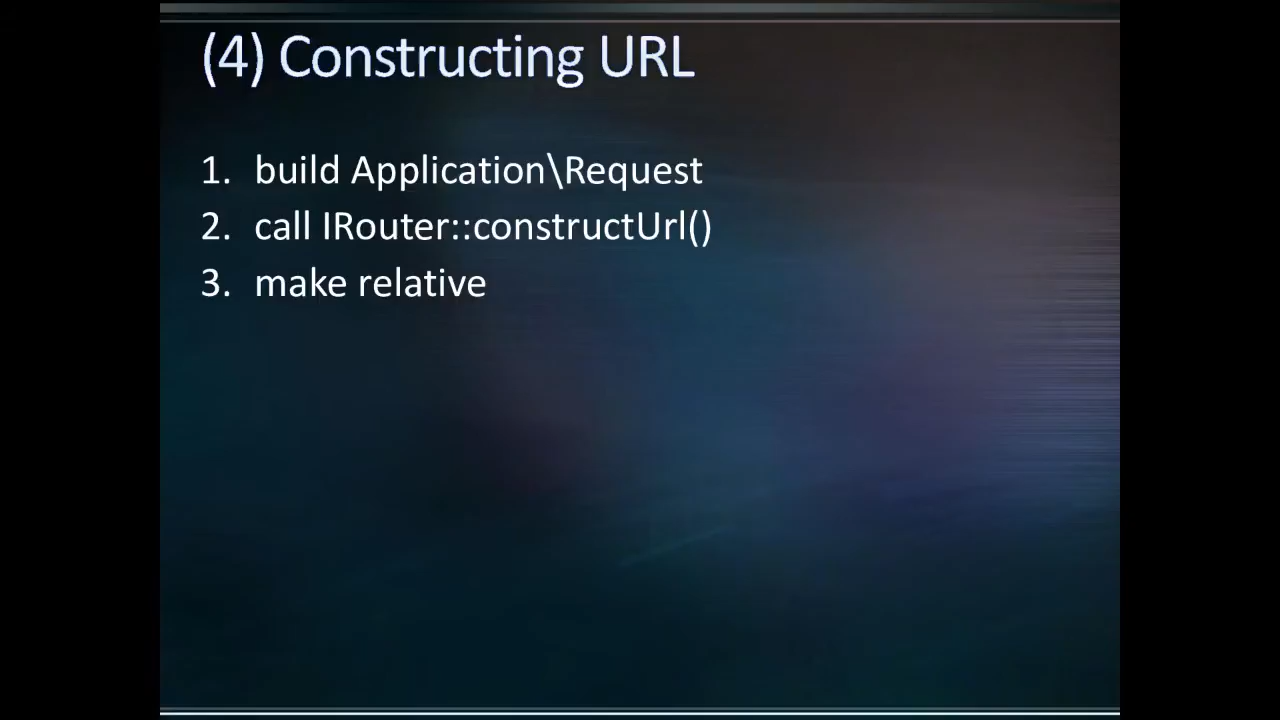 (4) Constructing URL
1. build Application\Request
2. call IRouter::constructUrl()
3. make relative